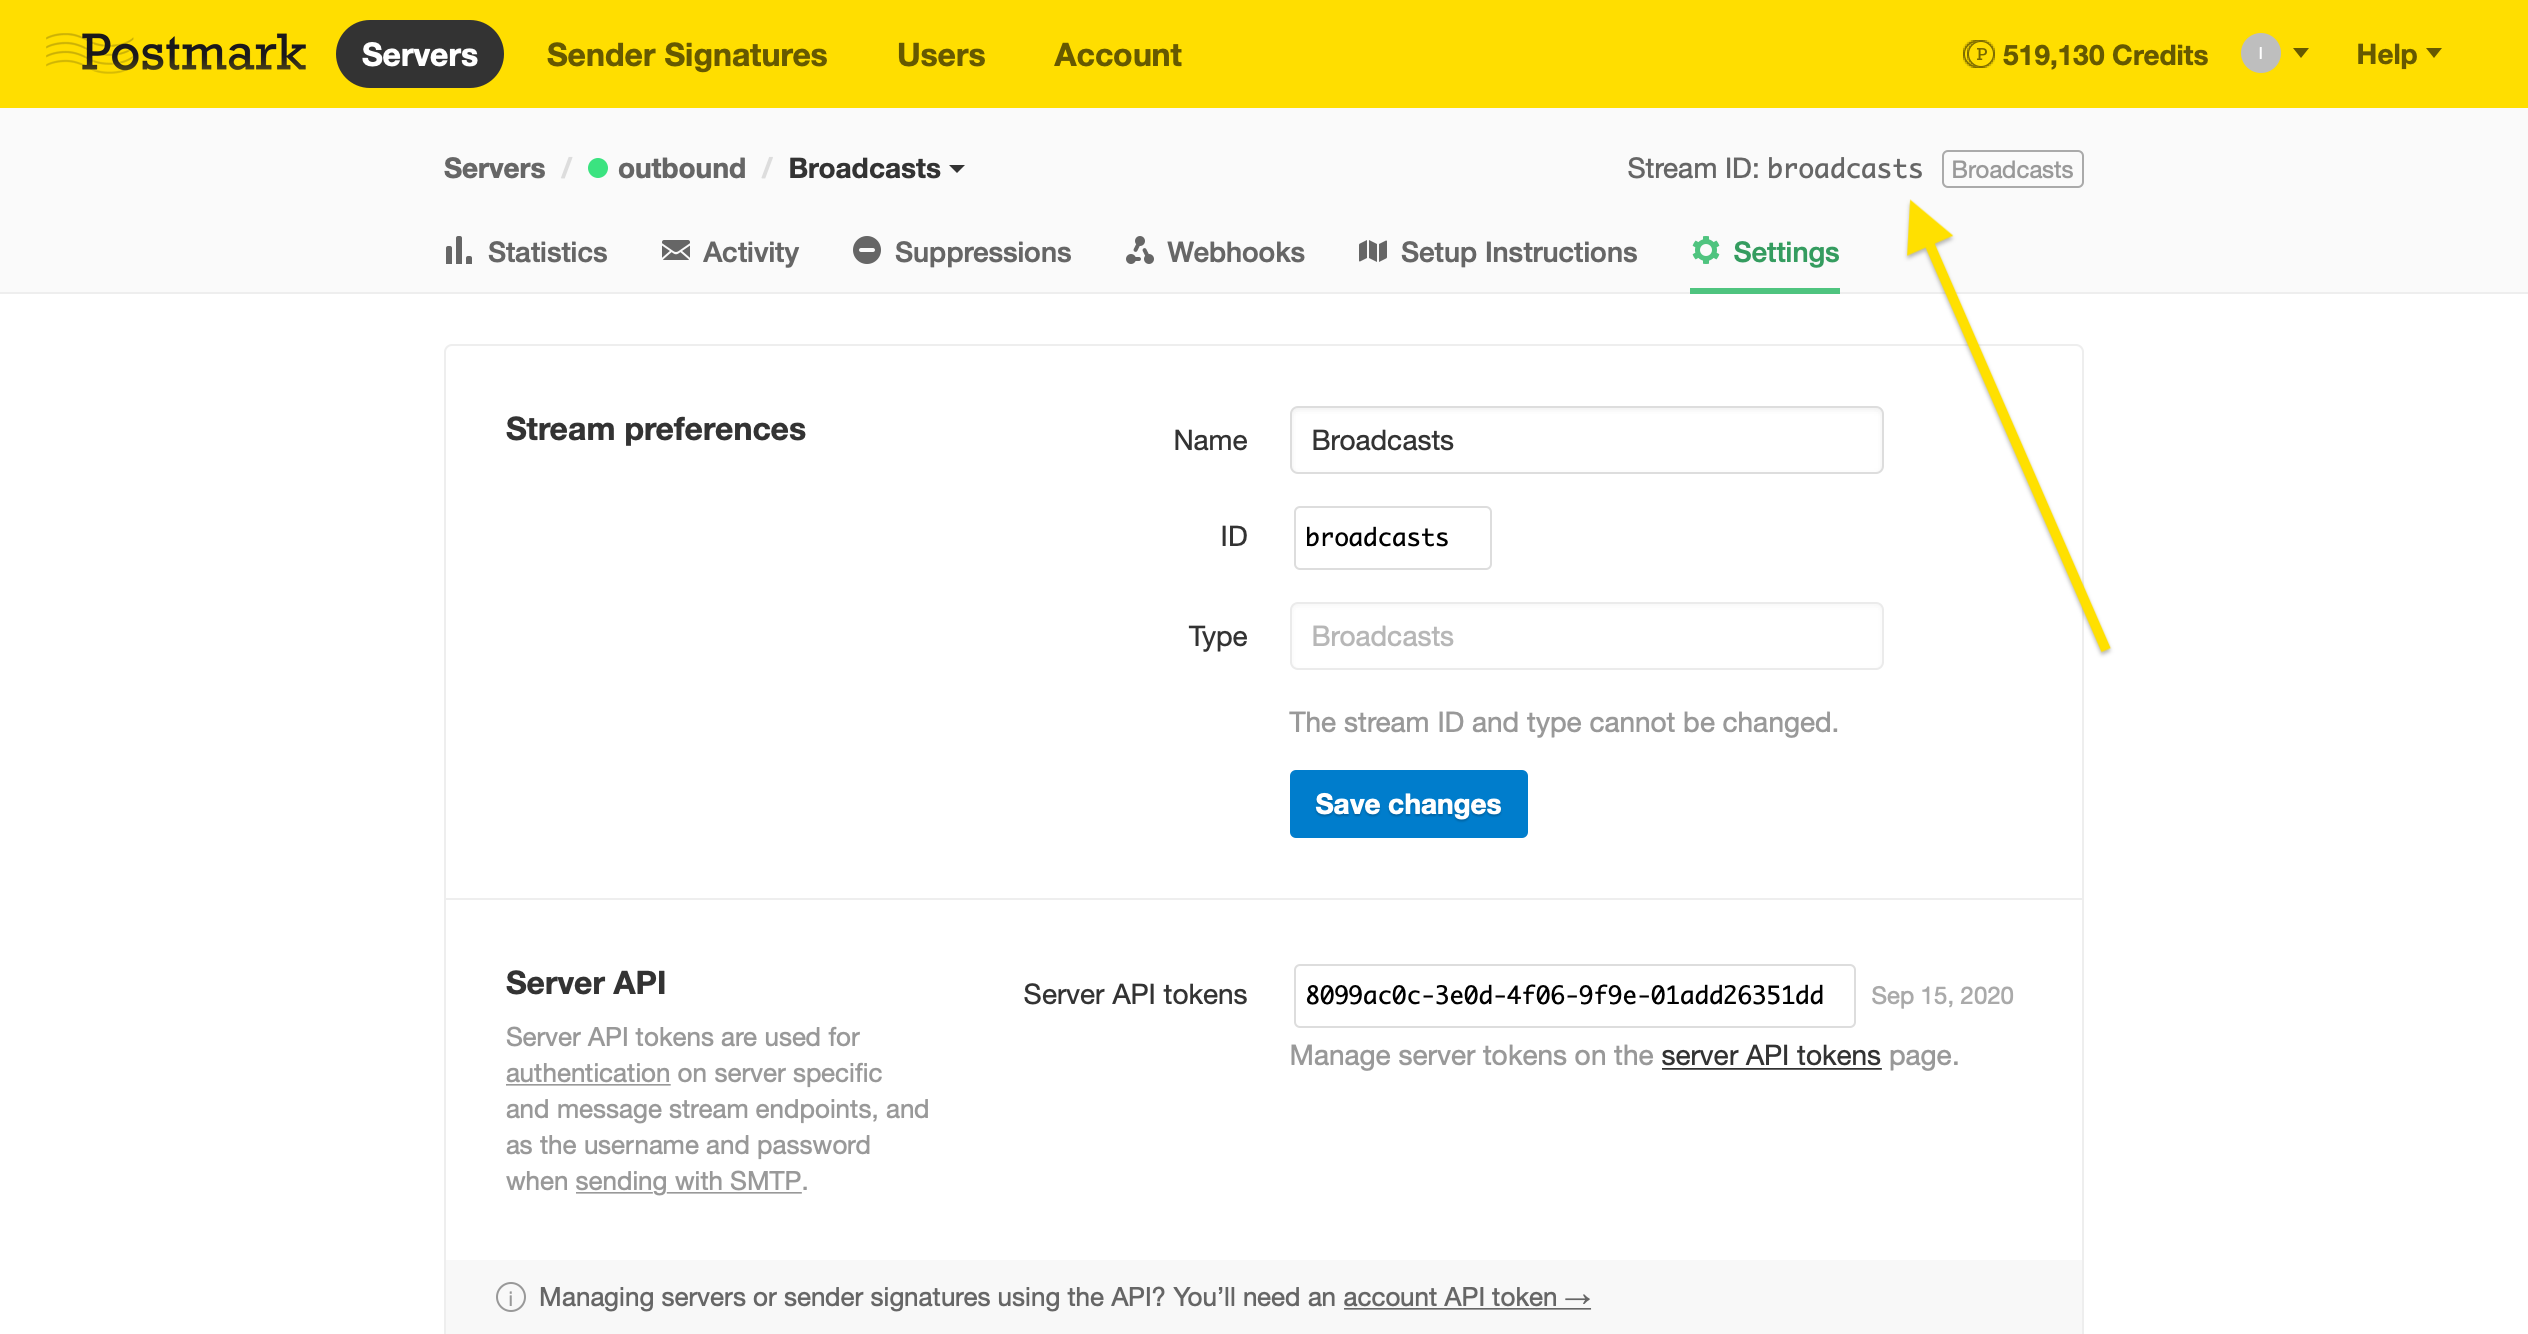 Postmark Servers Sender Signatures Users Account 519,130 Credits I Help
Servers / outbound / Broadcasts Stream ID: broadcasts Broadcasts
Statistics Activity Suppressions Webhooks Setup Instructions Settings
Stream preferences
Name Broadcasts
ID broadcasts
Type Broadcasts
The stream ID and type cannot be changed.
Save changes
Server API
Server API tokens are used for
authentication on server specific
and message stream endpoints, and
as the username and password
when sending with SMTP.
Server API tokens 8099ac0c-3e0d-4f06-9f9e-01add26351dd Sep 15, 2020
Manage server tokens on the server API tokens page.
Managing servers or sender signatures using the API? You’ll need an account API token →